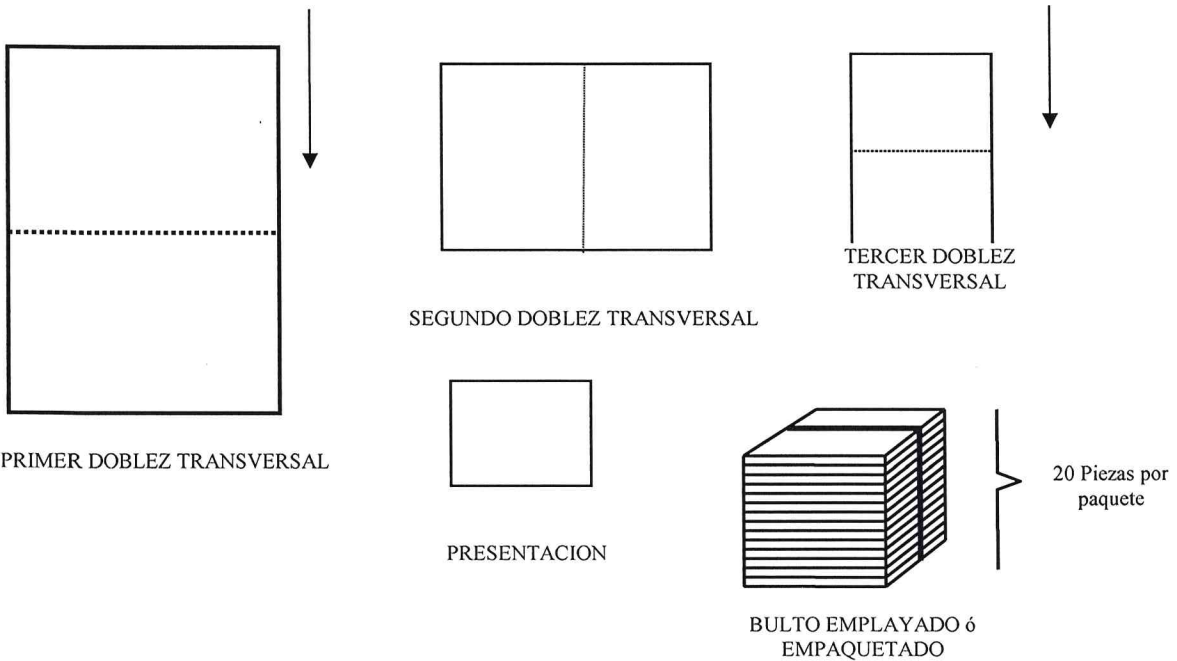 PRIMER DOBLEZ TRANSVERSAL
SEGUNDO DOBLEZ TRANSVERSAL
TERCER DOBLEZ
TRANSVERSAL
PRESENTACION
20 Piezas por
paquete
BULTO EMPLAYADO ó
EMPAQUETADO